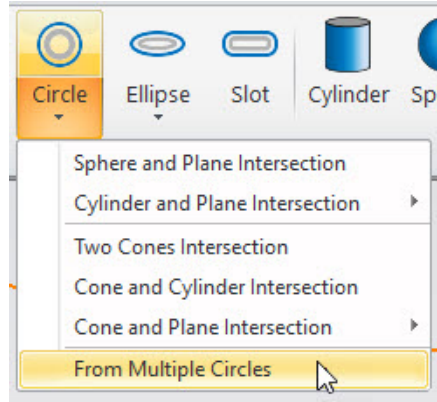 Circle Ellipse Slot Cylinder Sp
Sphere and Plane Intersection
Cylinder and Plane Intersection
Two Cones Intersection
Cone and Cylinder Intersection
Cone and Plane Intersection
From Multiple Circles